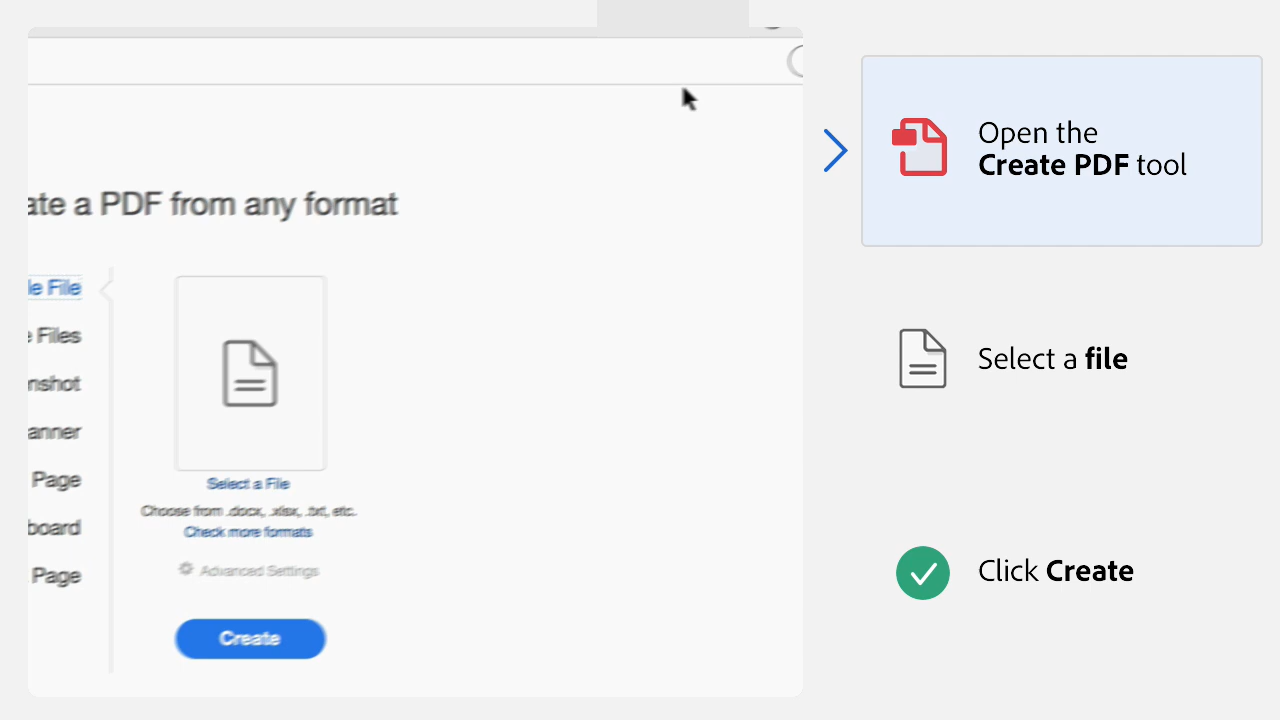 ate a PDF from any format
le File
Files
nshot
anner
Page
board
Page
Select a File
Choose from .docx, .xlsx, .txt, etc.
Check more formats
Advanced Settings
Create
Open the
Create PDF tool
Select a file
Click Create